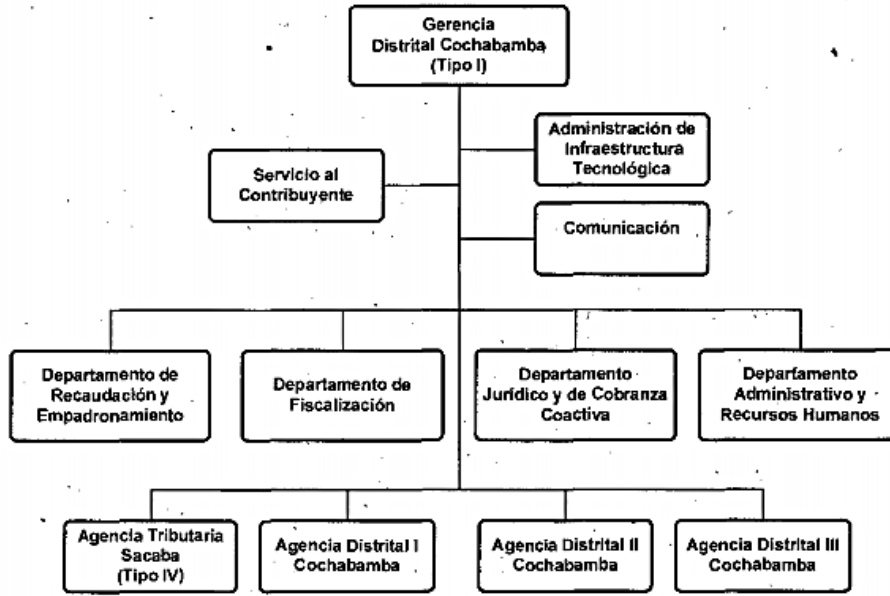 Gerencia
Distrital Cochabamba
(Tipo I)
Administración de
Infraestructura
Tecnológica
Servicio al
Contribuyente
Comunicación
Departamento de
Recaudación y
Empadronamiento
Departamento de
Fiscalización
Departamento
Jurídico y de Cobranza
Coactiva
Departamento
Administrativo y
Recursos Humanos
Agencia Tributaria
Sacaba
(Tipo IV)
Agencia Distrital I
Cochabamba
Agencia Distrital II
Cochabamba
Agencia Distrital III
Cochabamba